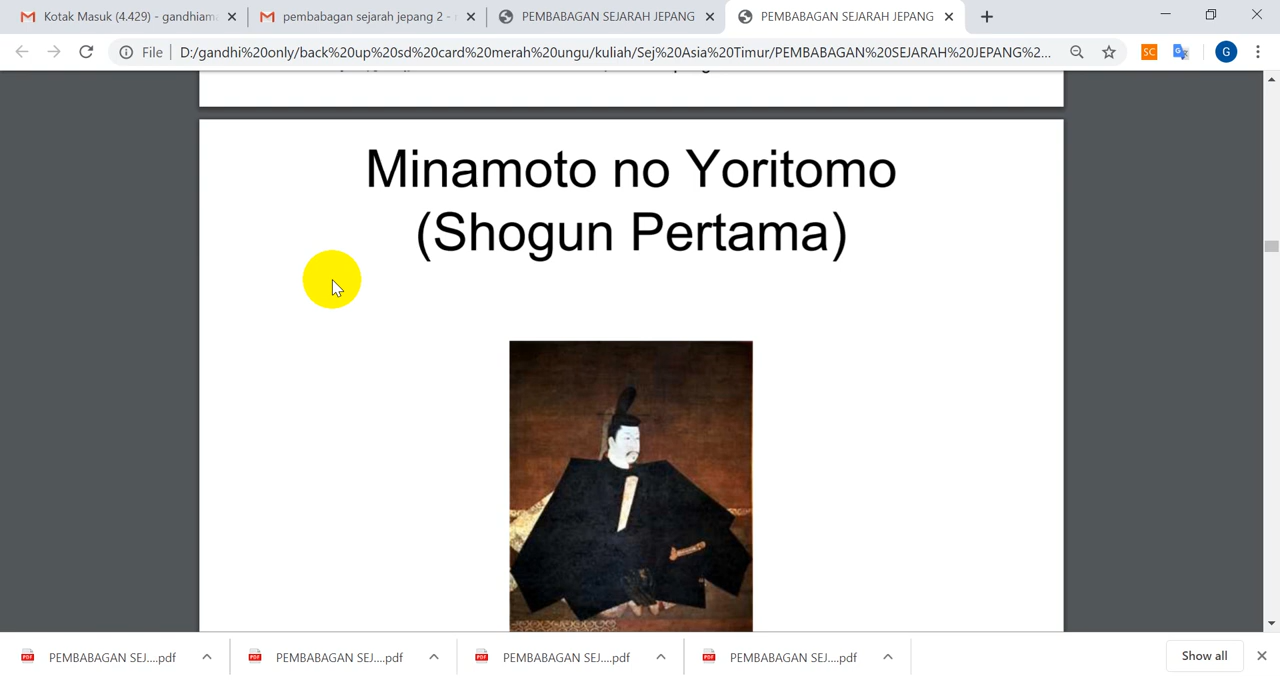 Kotak Masuk (4.429) - gandhiam
pembabagan sejarah jepang 2 -
PEMBABAGAN SEJARAH JEPANG
PEMBABAGAN SEJARAH JEPANG
File
D:/gandhi%20only/back%20up%20sd%20card%20merah%20ungu/kuliah/Sej%20Asia%20Timur/PEMBABAGAN%20SEJARAH%20JEPANG%2...
SC
G
Minamoto no Yoritomo
(Shogun Pertama)
PEMBABAGAN SEJ....pdf
PEMBABAGAN SEJ....pdf
PEMBABAGAN SEJ....pdf
PEMBABAGAN SEJ....pdf
Show all